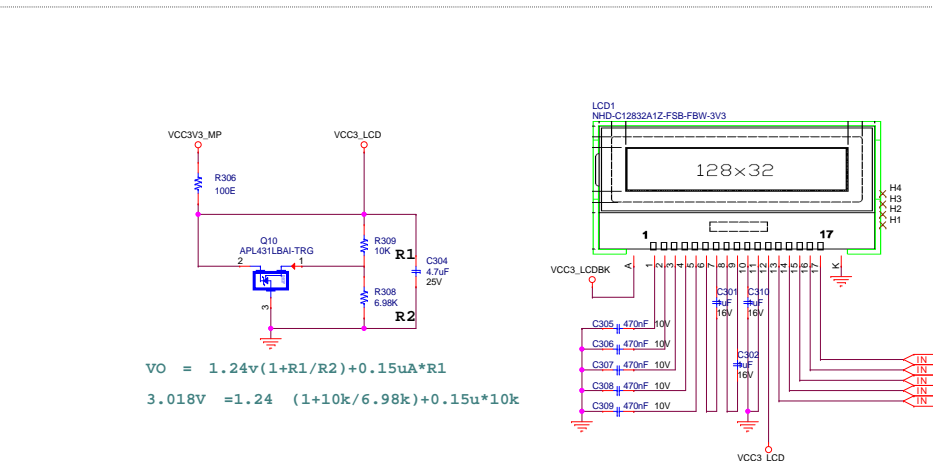 LCD1
NHD-C12832A1Z-FSB-FBW-3V3
VCC3V3_MP
VCC3_LCD
R306
100E
128x32
H4
H3
H2
H1
1
17
Q10
APL431LBAI-TRG
2
1
3
R309
10K
R1
C304
4.7uF
25V
R308
6.98K
R2
VCC3_LCDBK
A
1
2
3
4
5
6
7
8
9
10
11
12
13
14
15
16
17
K
C301
16V
C310
16V
C302
16V
C305
470nF
10V
C306
470nF
10V
C307
470nF
10V
C308
470nF
10V
C309
470nF
10V
IN
IN
IN
IN
IN
VCC3_LCD
VO = 1.24v(1+R1/R2)+0.15uA*R1
3.018V =1.24 (1+10k/6.98k)+0.15u*10k